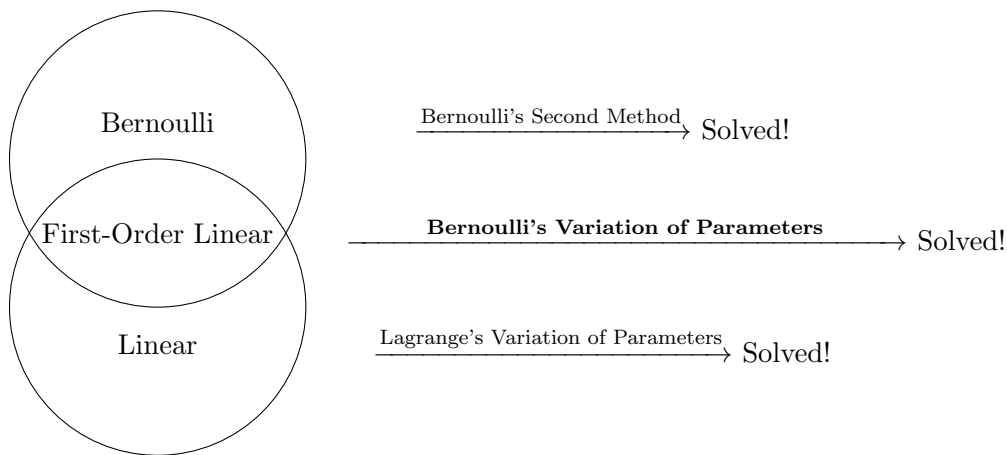 Bernoulli
Bernoulli's Second Method
Solved!
First-Order Linear
Bernoulli's Variation of Parameters
Solved!
Linear
Lagrange's Variation of Parameters
Solved!